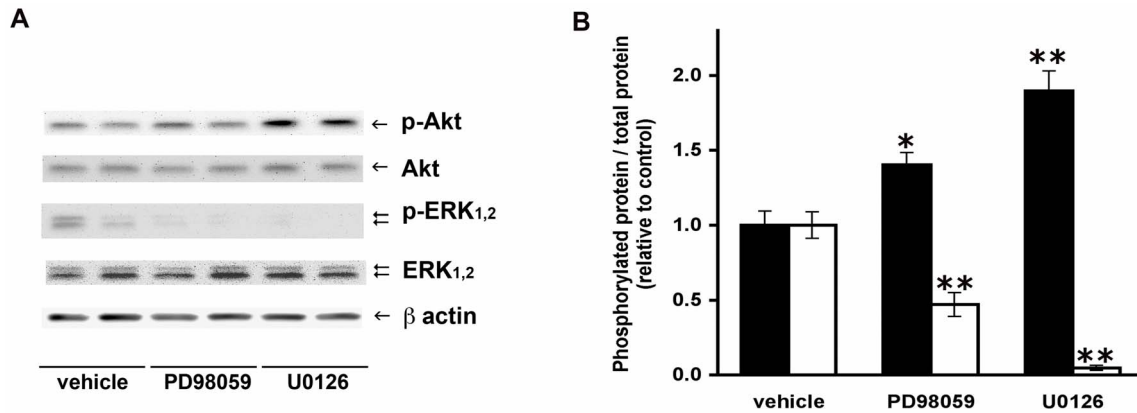 A
← p-Akt
← Akt
p-ERK1,2
ERK1,2
← β actin
vehicle PD98059 U0126
B
Phosphorylated protein / total protein
(relative to control)
2.0
1.5
1.0
0.5
0.0
*
**
**
**
vehicle PD98059 U0126